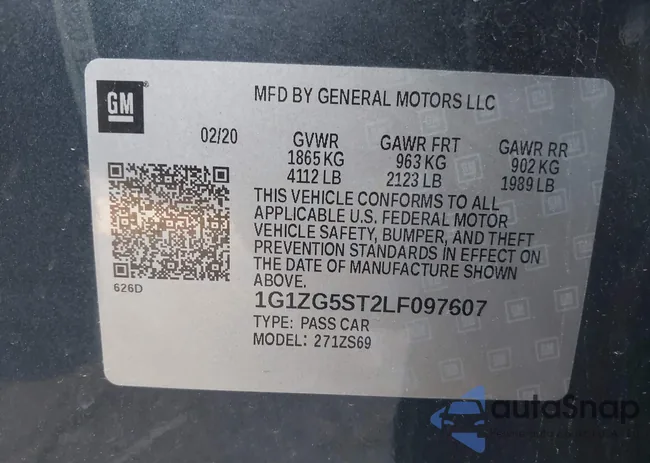 GM
MFD BY GENERAL MOTORS LLC
02/20 GVWR GAWR FRT GAWR RR
1865 KG 963 KG 902 KG
4112 LB 2123 LB 1989 LB
THIS VEHICLE CONFORMS TO ALL
APPLICABLE U.S. FEDERAL MOTOR
VEHICLE SAFETY, BUMPER, AND THEFT
PREVENTION STANDARDS IN EFFECT ON
THE DATE OF MANUFACTURE SHOWN
ABOVE.
626D
1G1ZG5ST2LF097607
TYPE: PASS CAR
MODEL: 271ZS69
autoSnap